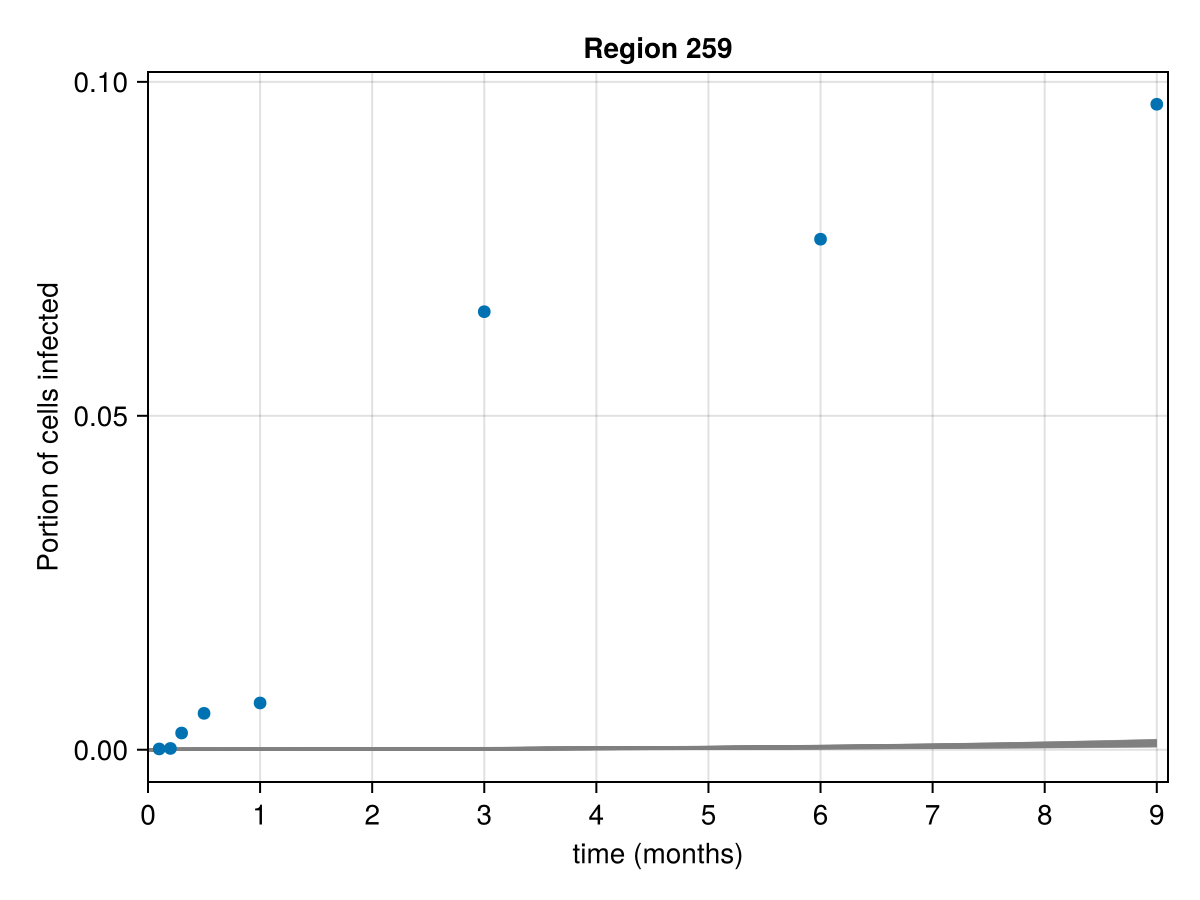 Region 259
Portion of cells infected
0.10
0.05
0.00
0 1 2 3 4 5 6 7 8 9
time (months)